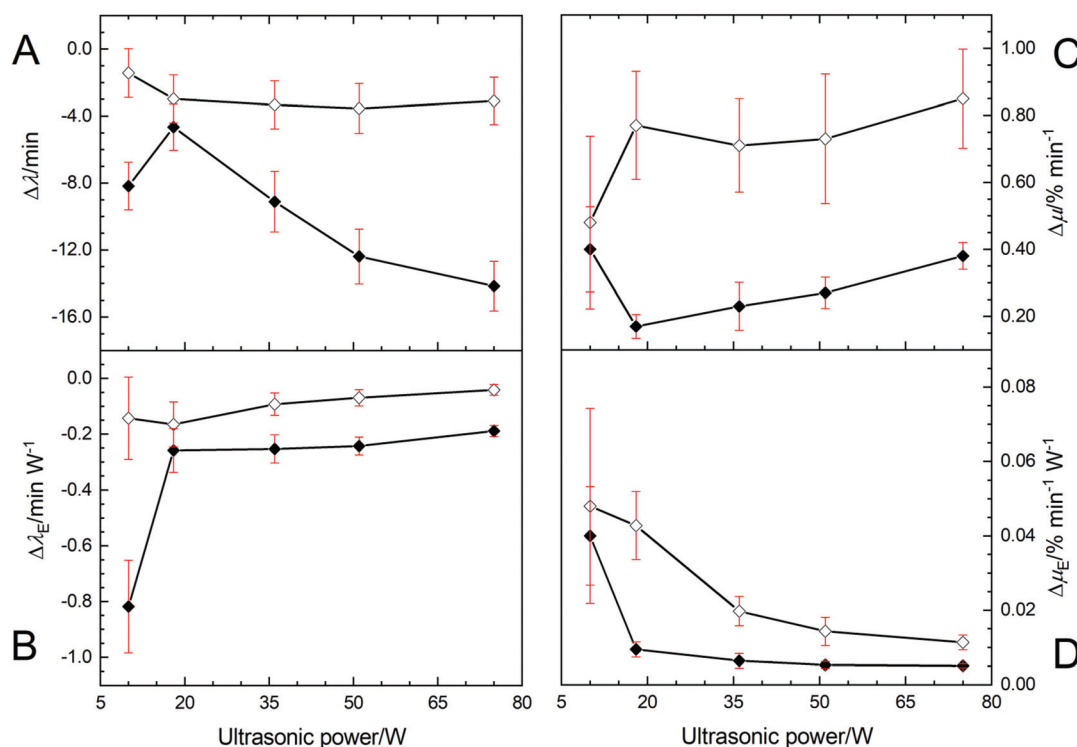 A
0.0
-4.0
-8.0
-12.0
-16.0
Δλ/min
C
1.00
0.80
0.60
0.40
0.20
Δμ/% min⁻¹
B
0.0
-0.2
-0.4
-0.6
-0.8
-1.0
Δλ_E/min W⁻¹
5 20 35 50 65 80
Ultrasonic power/W
D
0.08
0.06
0.04
0.02
0.00
Δμ_E/% min⁻¹ W⁻¹
5 20 35 50 65 80
Ultrasonic power/W